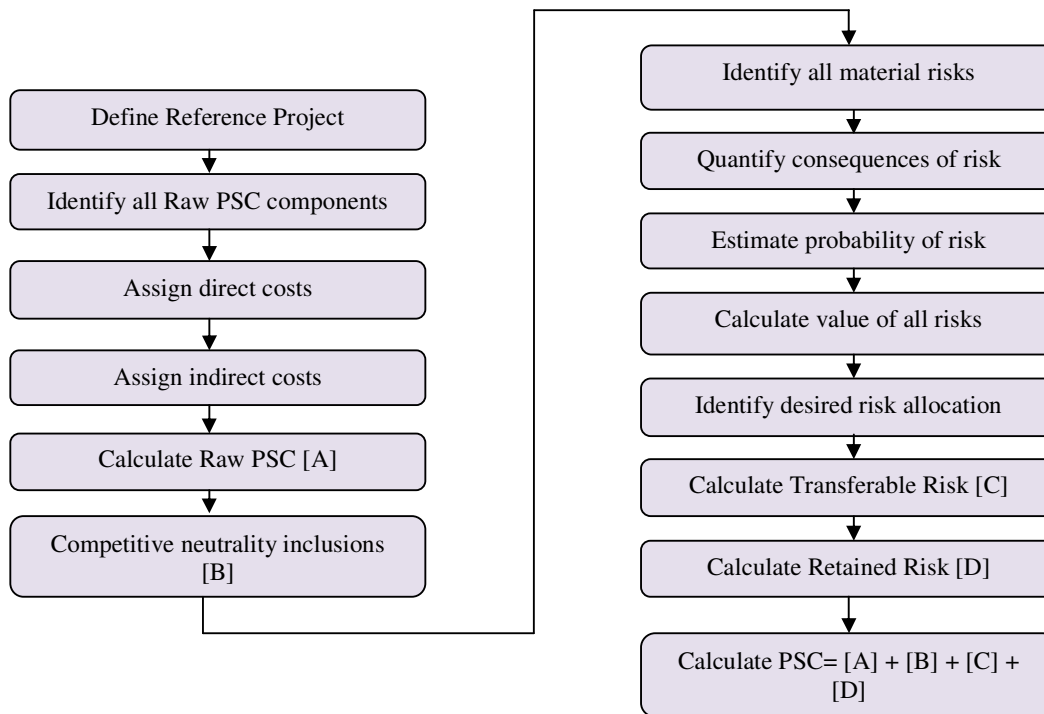 Define Reference Project
Identify all Raw PSC components
Assign direct costs
Assign indirect costs
Calculate Raw PSC [A]
Competitive neutrality inclusions
[B]
Identify all material risks
Quantify consequences of risk
Estimate probability of risk
Calculate value of all risks
Identify desired risk allocation
Calculate Transferable Risk [C]
Calculate Retained Risk [D]
Calculate PSC= [A] + [B] + [C] +
[D]